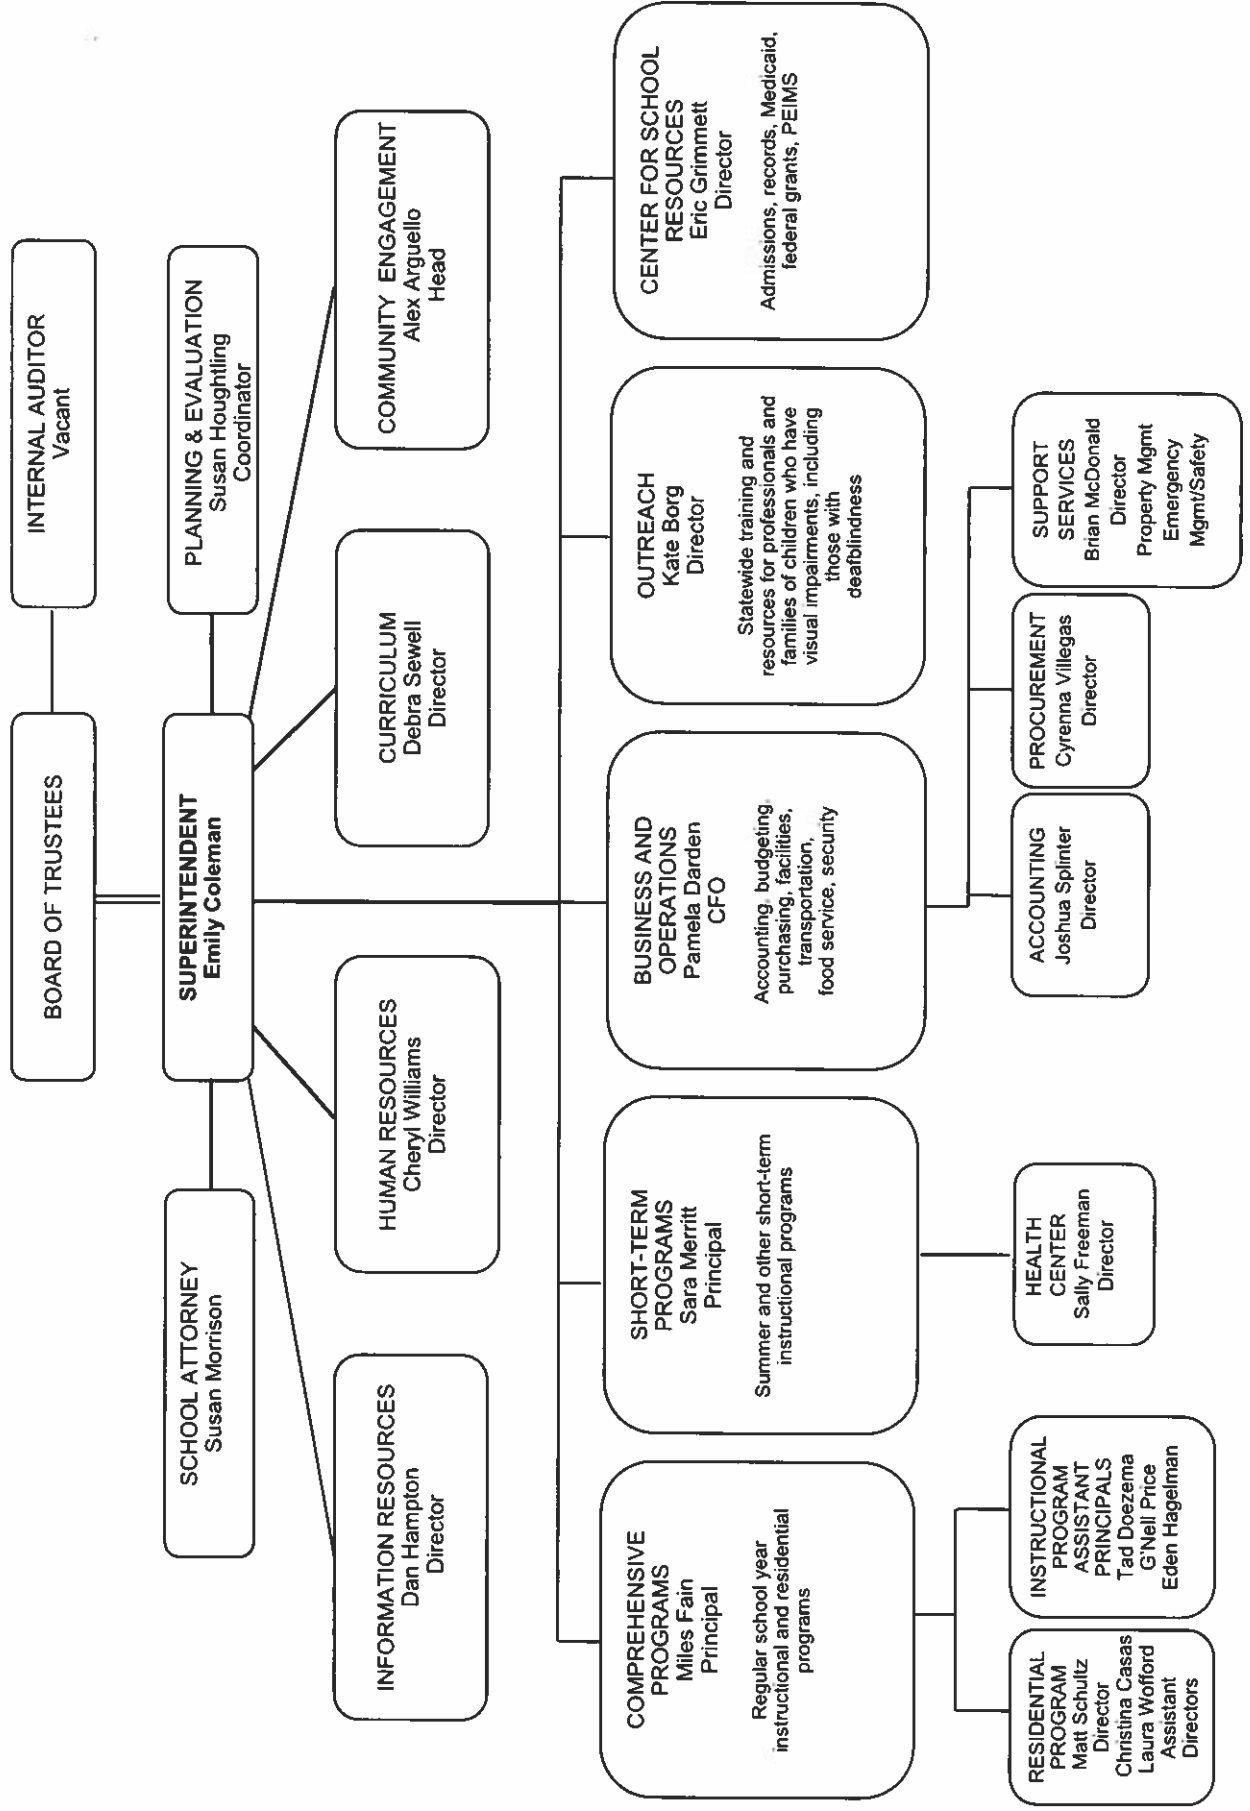 BOARD OF TRUSTEES
INTERNAL AUDITOR
Vacant
SCHOOL ATTORNEY
Susan Morrison
SUPERINTENDENT
Emily Coleman
PLANNING & EVALUATION
Susan Houghtling
Coordinator
INFORMATION RESOURCES
Dan Hampton
Director
HUMAN RESOURCES
Cheryl Williams
Director
CURRICULUM
Debra Sewell
Director
COMMUNITY ENGAGEMENT
Alex Arguello
Head
COMPREHENSIVE
PROGRAMS
Miles Fain
Principal
Regular school year
instructional and residential
programs
SHORT-TERM
PROGRAMS
Sara Merritt
Principal
Summer and other short-term
instructional programs
BUSINESS AND
OPERATIONS
Pamela Darden
CFO
Accounting, budgeting,
purchasing, facilities,
transportation,
food service, security
OUTREACH
Kate Borg
Director
Statewide training and
resources for professionals and
families of children who have
visual impairments, including
those with
deafblindness
CENTER FOR SCHOOL
RESOURCES
Eric Grimmett
Director
Admissions, records, Medicaid,
federal grants, PEIMS
RESIDENTIAL
PROGRAM
Matt Schultz
Director
Christina Casas
Laura Wofford
Assistant
Directors
INSTRUCTIONAL
PROGRAM
ASSISTANT
PRINCIPALS
Tad Doezema
G'Nell Price
Eden Hagelman
HEALTH
CENTER
Sally Freeman
Director
ACCOUNTING
Joshua Splinter
Director
PROCUREMENT
Cyrenna Villegas
Director
SUPPORT
SERVICES
Brian McDonald
Director
Property Mgmt
Emergency
Mgmt/Safety